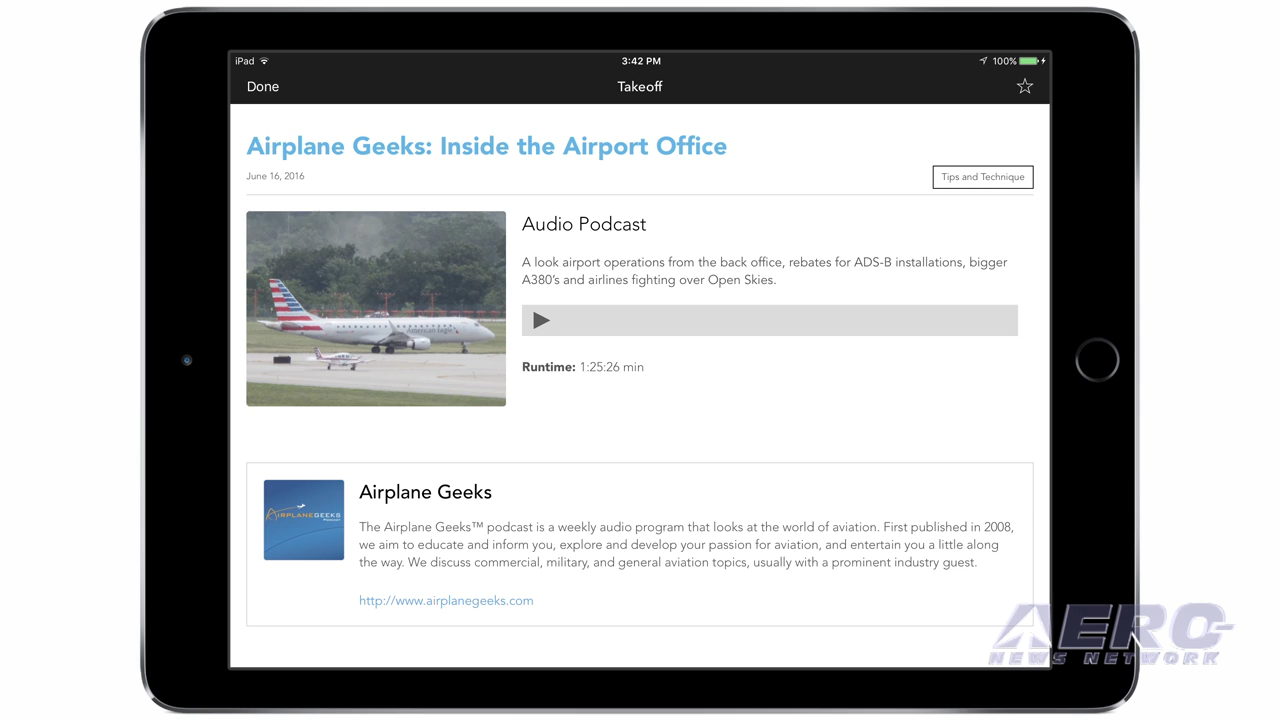 iPad
3:42 PM
100%
Done
Takeoff
Airplane Geeks: Inside the Airport Office
June 16, 2016
Tips and Technique
Audio Podcast
A look airport operations from the back office, rebates for ADS-B installations, bigger
A380's and airlines fighting over Open Skies.
American Eagle
Runtime: 1:25:26 min
Airplane Geeks
AIRPLANEGEEKS
PODCAST
The Airplane Geeks™ podcast is a weekly audio program that looks at the world of aviation. First published in 2008,
we aim to educate and inform you, explore and develop your passion for aviation, and entertain you a little along
the way. We discuss commercial, military, and general aviation topics, usually with a prominent industry guest.
http://www.airplanegeeks.com
AERO-
NEWS NETWORK